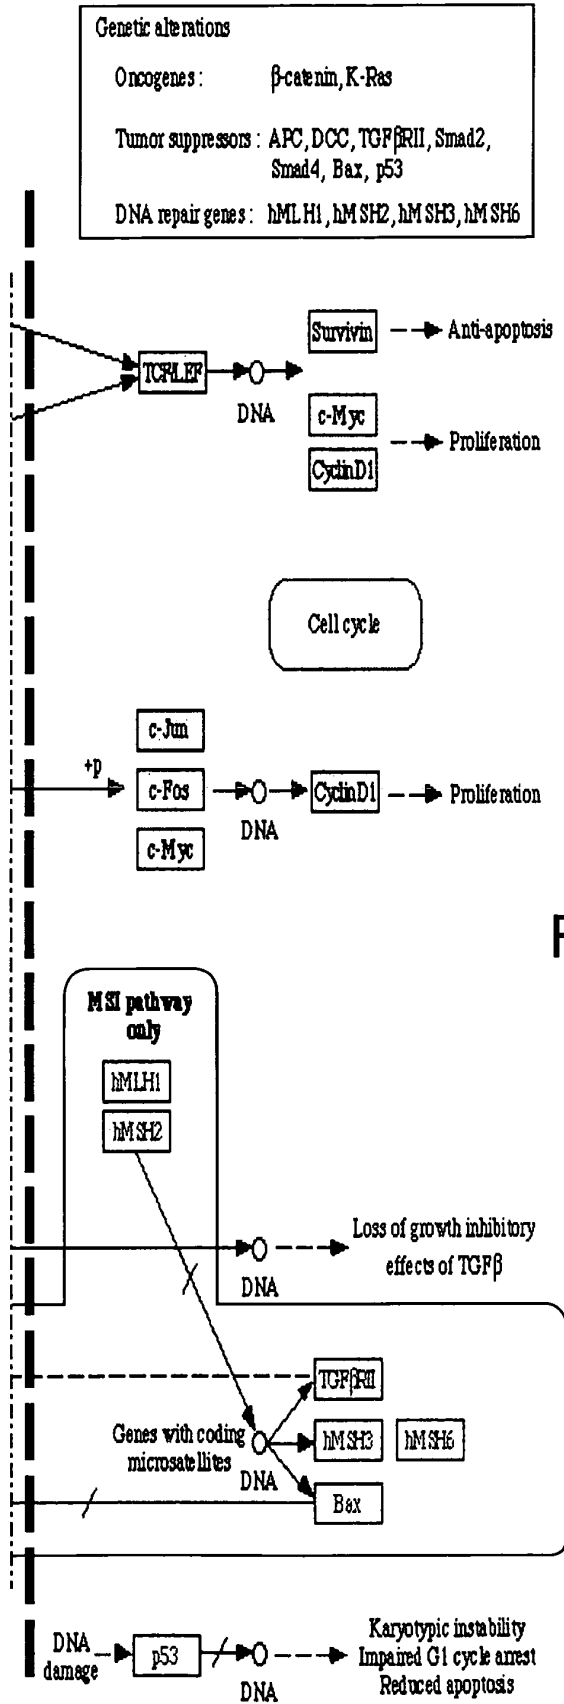 Genetic alterations
Oncogenes : β-catenin, K-Ras
Tumor suppressors : APC, DCC, TGFβRII, Smad2,
Smad4, Bax, p53
DNA repair genes : hMLH1, hMSH2, hMSH3, hMSH6
Survivin
Anti-apoptosis
TCF/LEF
DNA
c-Myc
Proliferation
CyclinD1
Cell cycle
c-Jun
+p
c-Fos
CyclinD1
Proliferation
DNA
c-Myc
F
MSI pathway
only
hMLH1
hMSH2
Loss of growth inhibitory
effects of TGFβ
DNA
TGFβRII
Genes with coding
microsatellites
hMSH3
hMSH6
DNA
Bax
DNA
damage
p53
DNA
Karyotypic instability
Impaired G1 cycle arrest
Reduced apoptosis